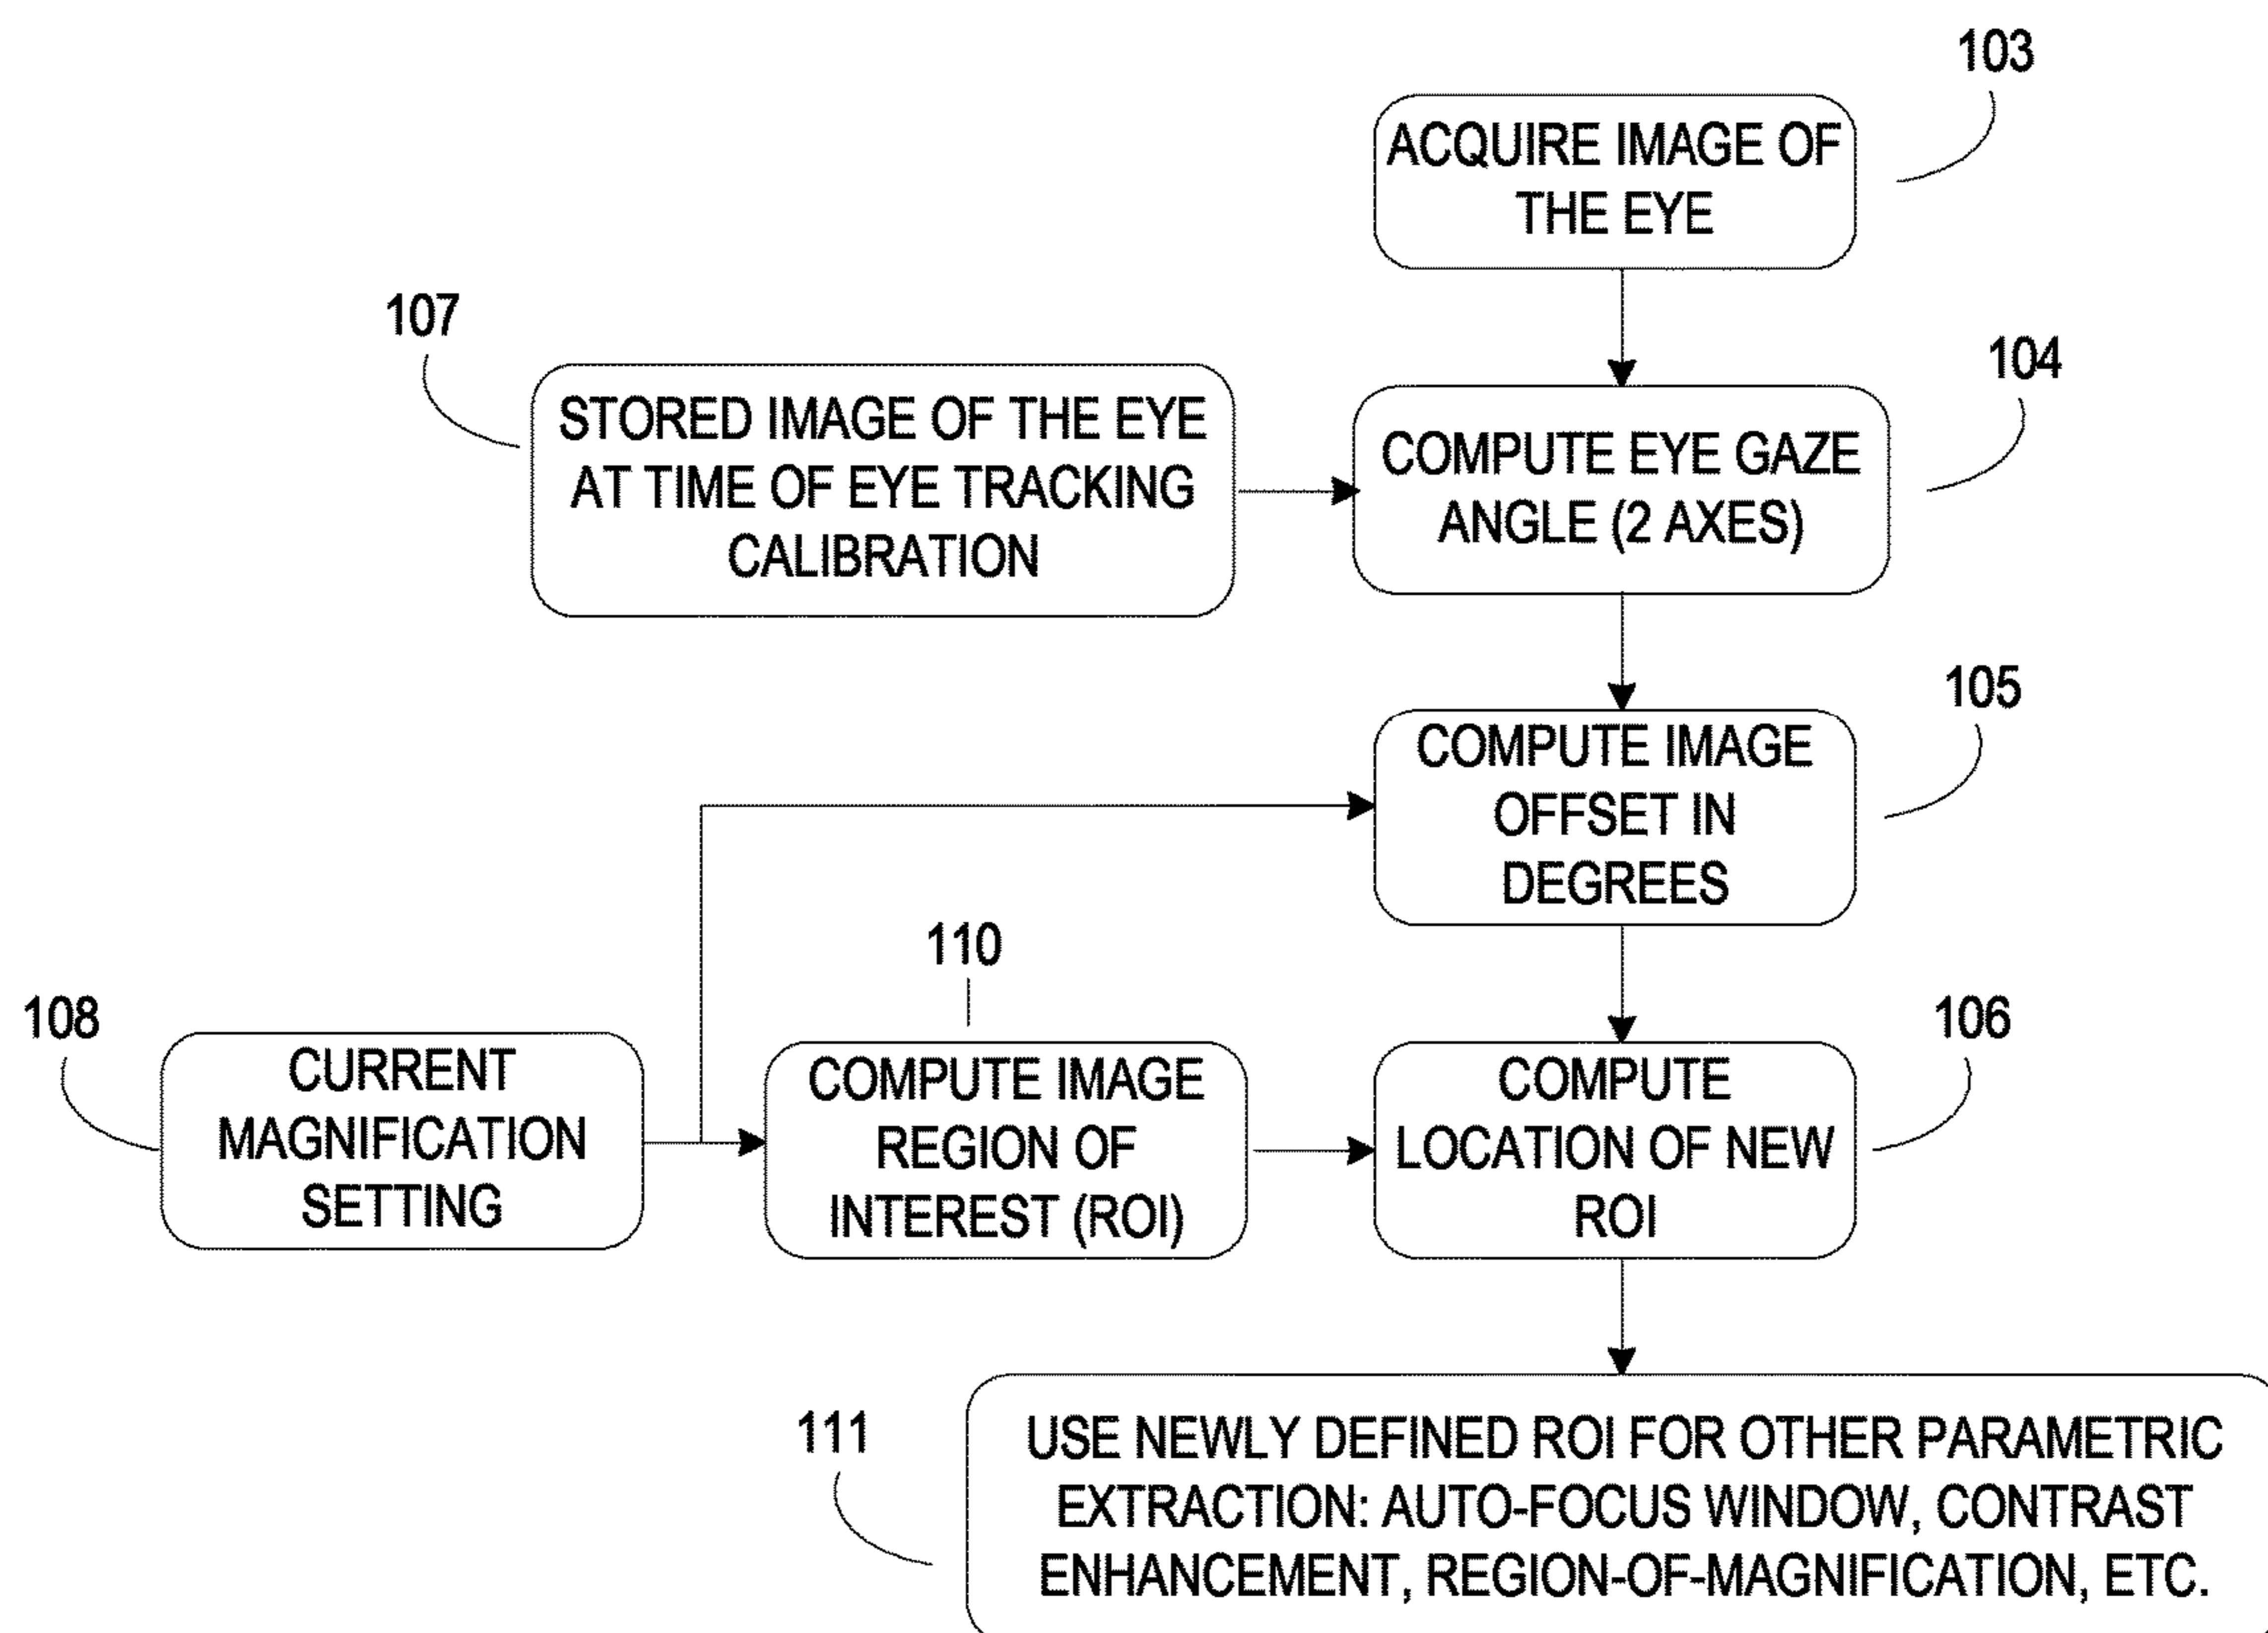 103
ACQUIRE IMAGE OF
THE EYE
107
STORED IMAGE OF THE EYE
AT TIME OF EYE TRACKING
CALIBRATION
104
COMPUTE EYE GAZE
ANGLE (2 AXES)
105
COMPUTE IMAGE
OFFSET IN
DEGREES
108
CURRENT
MAGNIFICATION
SETTING
110
COMPUTE IMAGE
REGION OF
INTEREST (ROI)
106
COMPUTE
LOCATION OF NEW
ROI
111
USE NEWLY DEFINED ROI FOR OTHER PARAMETRIC
EXTRACTION: AUTO-FOCUS WINDOW, CONTRAST
ENHANCEMENT, REGION-OF-MAGNIFICATION, ETC.